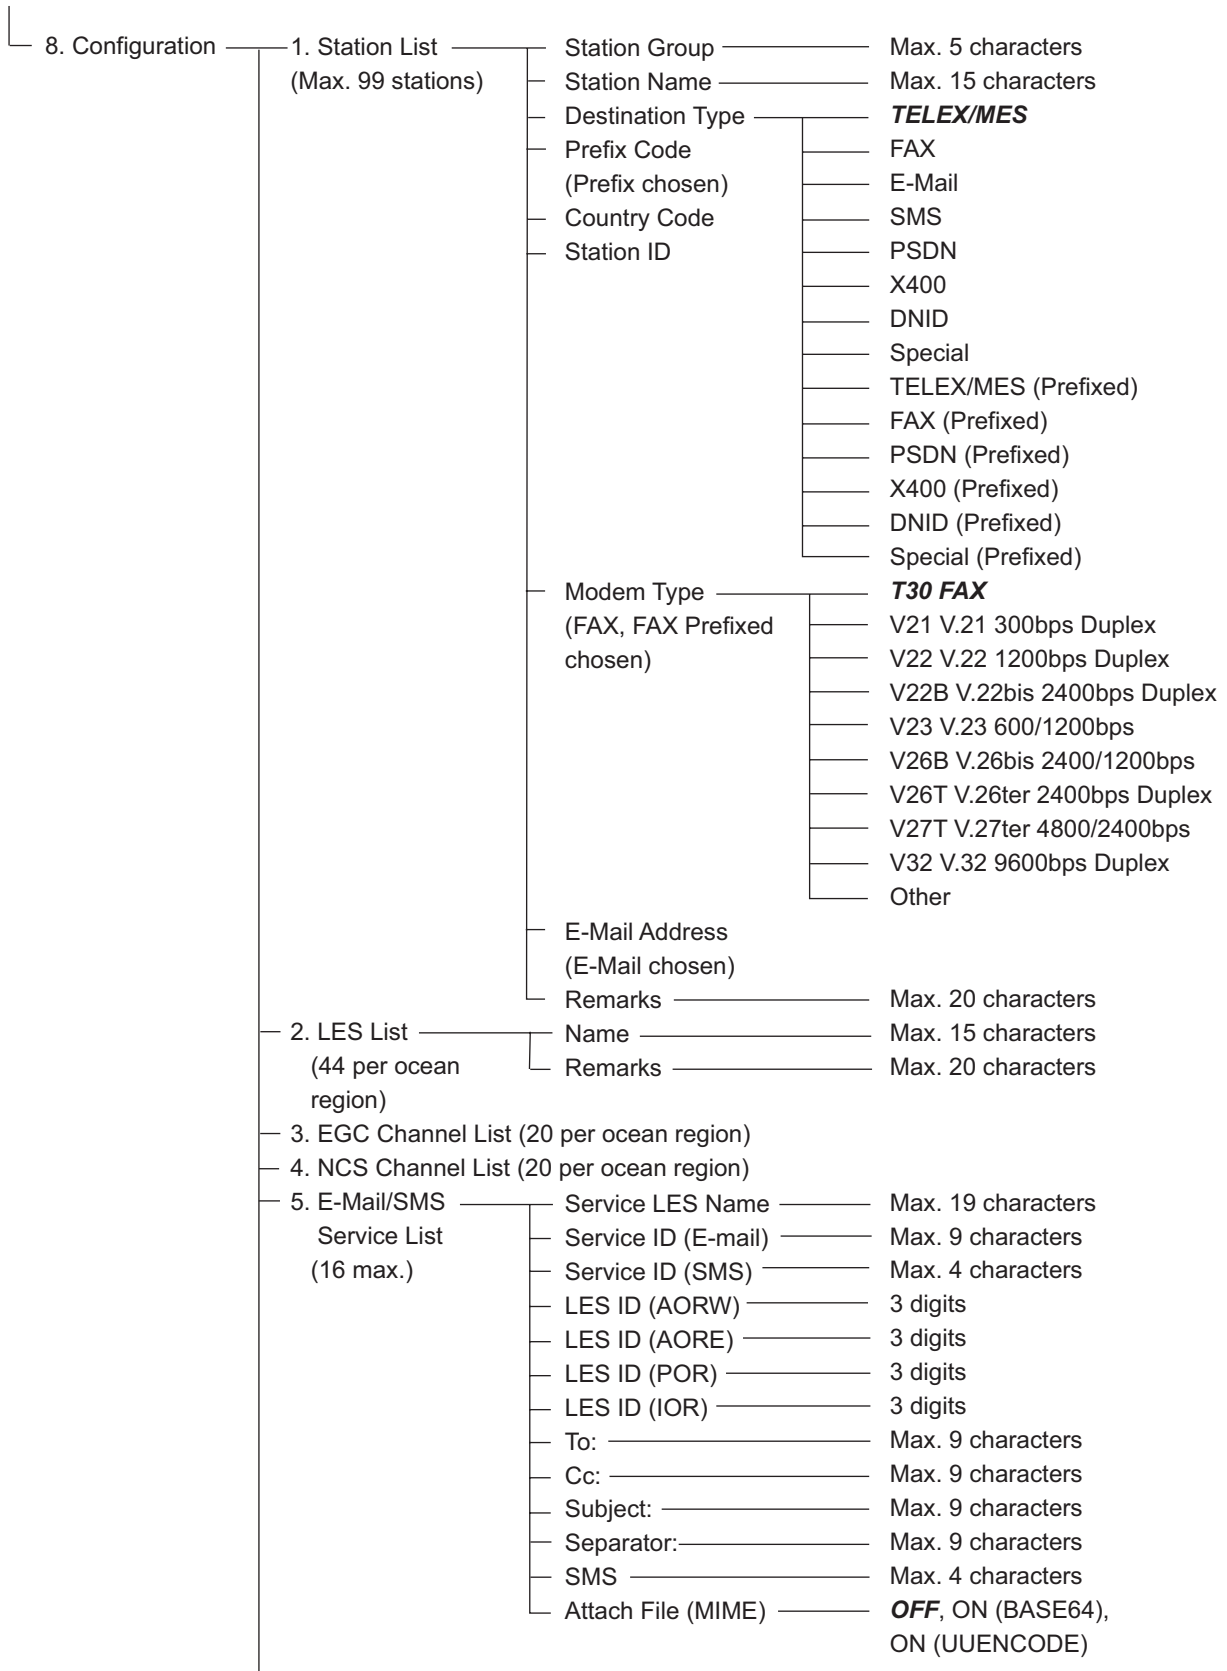 8. Configuration 1. Station List Station Group Max. 5 characters
(Max. 99 stations) Station Name Max. 15 characters
Destination Type TELEX/MES
Prefix Code FAX
(Prefix chosen) E-Mail
Country Code SMS
Station ID PSDN
X400
DNID
Special
TELEX/MES (Prefixed)
FAX (Prefixed)
PSDN (Prefixed)
X400 (Prefixed)
DNID (Prefixed)
Special (Prefixed)
Modem Type T30 FAX
(FAX, FAX Prefixed V21 V.21 300bps Duplex
chosen) V22 V.22 1200bps Duplex
V22B V.22bis 2400bps Duplex
V23 V.23 600/1200bps
V26B V.26bis 2400/1200bps
V26T V.26ter 2400bps Duplex
V27T V.27ter 4800/2400bps
V32 V.32 9600bps Duplex
Other
E-Mail Address
(E-Mail chosen)
Remarks Max. 20 characters
2. LES List Name Max. 15 characters
(44 per ocean Remarks Max. 20 characters
region)
3. EGC Channel List (20 per ocean region)
4. NCS Channel List (20 per ocean region)
5. E-Mail/SMS Service LES Name Max. 19 characters
Service List Service ID (E-mail) Max. 9 characters
(16 max.) Service ID (SMS) Max. 4 characters
LES ID (AORW) 3 digits
LES ID (AORE) 3 digits
LES ID (POR) 3 digits
LES ID (IOR) 3 digits
To: Max. 9 characters
Cc: Max. 9 characters
Subject: Max. 9 characters
Separator: Max. 9 characters
SMS Max. 4 characters
Attach File (MIME) OFF, ON (BASE64),
ON (UUENCODE)